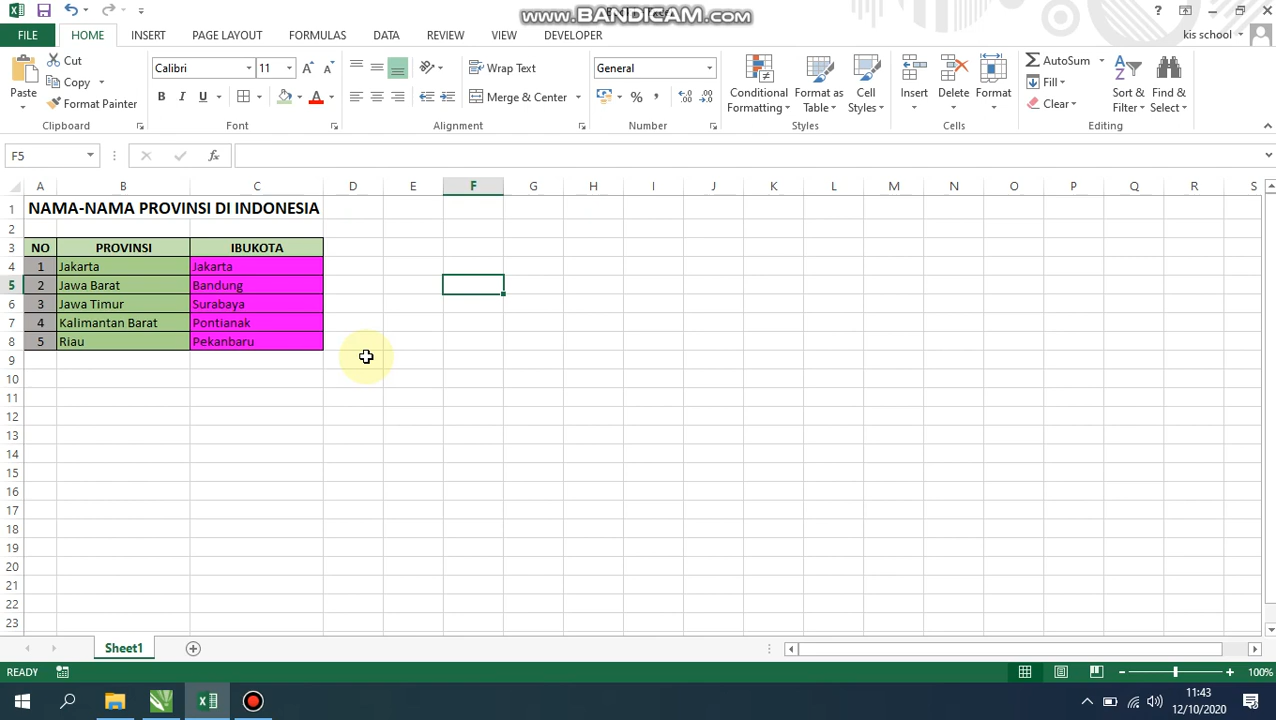 www.BANDICAM.com
FILE HOME INSERT PAGE LAYOUT FORMULAS DATA REVIEW VIEW DEVELOPER kis school
Cut
Copy
Format Painter
Paste
Clipboard
Calibri 11
B I U A
Font
Wrap Text
Merge & Center
Alignment
General
% ,
Number
Conditional Formatting
Format as Table
Cell Styles
Styles
Insert Delete Format
Cells
AutoSum
Fill
Clear
Sort & Filter
Find & Select
Editing
F5 fx
A B C D E F G H I J K L M N O P Q R S
1 NAMA-NAMA PROVINSI DI INDONESIA
2
3 NO PROVINSI IBUKOTA
4 1 Jakarta Jakarta
5 2 Jawa Barat Bandung
6 3 Jawa Timur Surabaya
7 4 Kalimantan Barat Pontianak
8 5 Riau Pekanbaru
9
10
11
12
13
14
15
16
17
18
19
20
21
22
23
Sheet1
READY 100%
11:43
12/10/2020